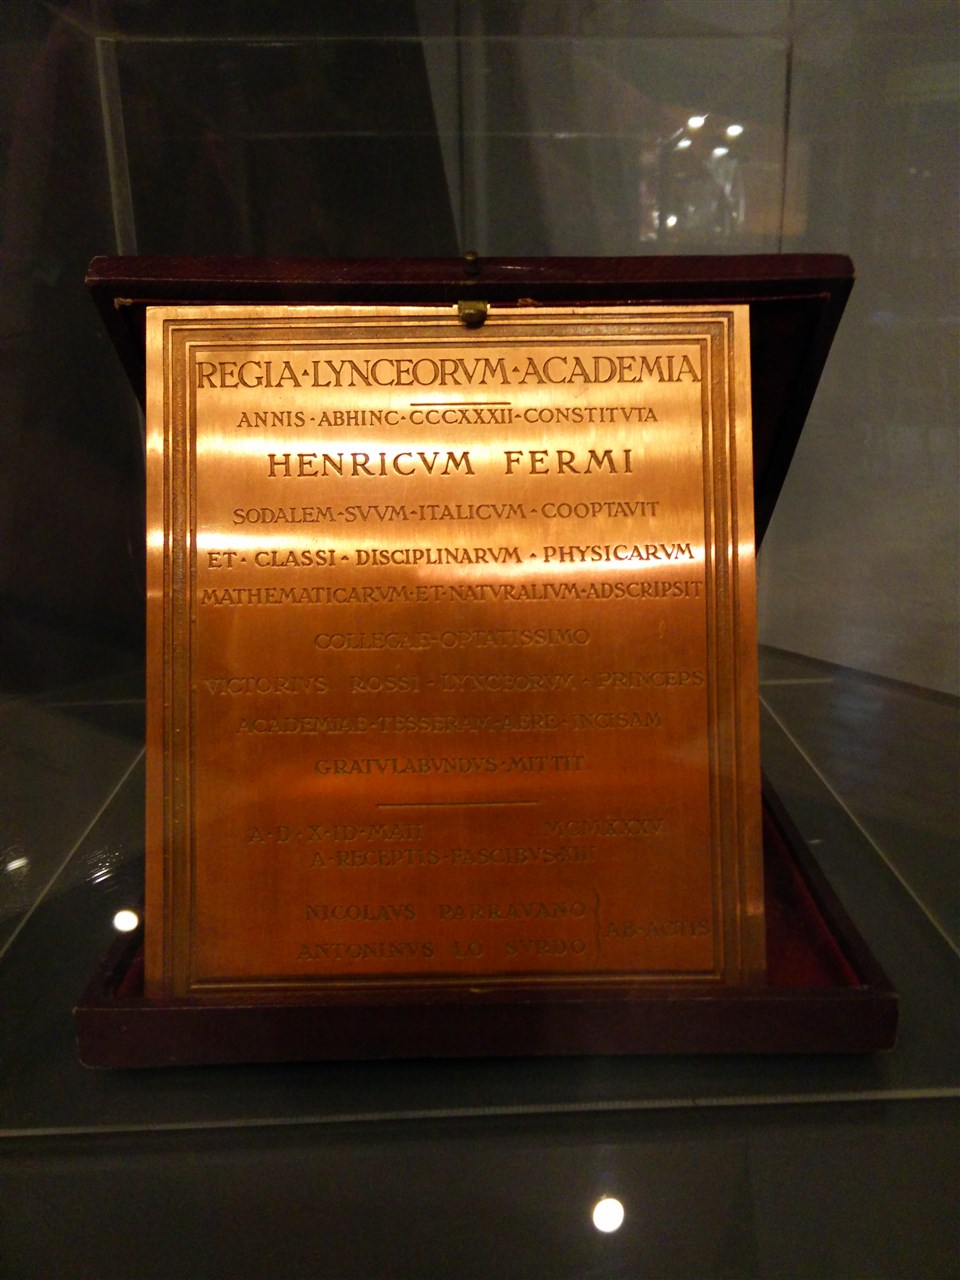 REGIA·LYNCEORVM·ACADEMIA
ANNIS·ABHINC·CCCXXXII·CONSTITVTA
HENRICVM FERMI
SODALEM·SVVM·ITALICVM·COOPTAVIT
ET·CLASSI·DISCIPLINARVM·PHYSICARVM
MATHEMATICARVM·ET·NATVRALIVM·ADSCRIPSIT
COLLEGAE·OPTATISSIMO
VICTORIVS ROSSI·LYNCEORVM·PRINCEPS
ACADEMIAE·TESSERAM·AERE·INCISAM
GRATVLABVNDVS·MITTIT
A·D·X·ID·MAII MCMXXXV
A·RECEPTIS·FASCIBVS·XIII
NICOLAVS PARRAVANO
ANTONINVS LO SVRDO
AB·ACTIS